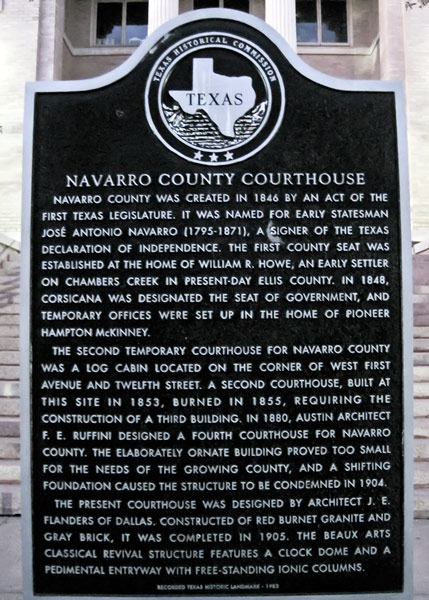 TEXAS HISTORICAL COMMISSION
TEXAS
NAVARRO COUNTY COURTHOUSE
NAVARRO COUNTY WAS CREATED IN 1846 BY AN ACT OF THE
FIRST TEXAS LEGISLATURE. IT WAS NAMED FOR EARLY STATESMAN
JOSÉ ANTONIO NAVARRO (1795-1871), A SIGNER OF THE TEXAS
DECLARATION OF INDEPENDENCE. THE FIRST COUNTY SEAT WAS
ESTABLISHED AT THE HOME OF WILLIAM R. HOWE, AN EARLY SETTLER
ON CHAMBERS CREEK IN PRESENT-DAY ELLIS COUNTY. IN 1848,
CORSICANA WAS DESIGNATED THE SEAT OF GOVERNMENT, AND
TEMPORARY OFFICES WERE SET UP IN THE HOME OF PIONEER
HAMPTON McKINNEY.
THE SECOND TEMPORARY COURTHOUSE FOR NAVARRO COUNTY
WAS A LOG CABIN LOCATED ON THE CORNER OF WEST FIRST
AVENUE AND TWELFTH STREET. A SECOND COURTHOUSE, BUILT AT
THIS SITE IN 1853, BURNED IN 1855, REQUIRING THE
CONSTRUCTION OF A THIRD BUILDING. IN 1880, AUSTIN ARCHITECT
F. E. RUFFINI DESIGNED A FOURTH COURTHOUSE FOR NAVARRO
COUNTY. THE ELABORATELY ORNATE BUILDING PROVED TOO SMALL
FOR THE NEEDS OF THE GROWING COUNTY, AND A SHIFTING
FOUNDATION CAUSED THE STRUCTURE TO BE CONDEMNED IN 1904.
THE PRESENT COURTHOUSE WAS DESIGNED BY ARCHITECT J. E.
FLANDERS OF DALLAS. CONSTRUCTED OF RED BURNET GRANITE AND
GRAY BRICK, IT WAS COMPLETED IN 1905. THE BEAUX ARTS
CLASSICAL REVIVAL STRUCTURE FEATURES A CLOCK DOME AND A
PEDIMENTAL ENTRYWAY WITH FREE-STANDING IONIC COLUMNS.
RECORDED TEXAS HISTORIC LANDMARK - 1983